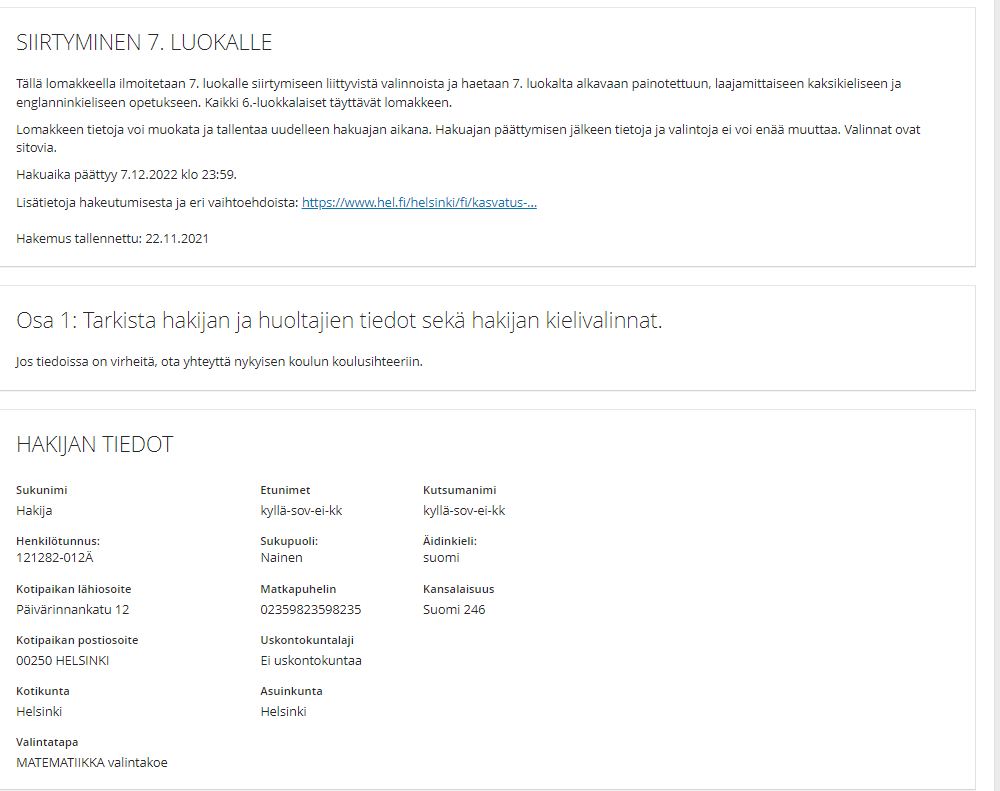 SIIRTYMINEN 7. LUOKALLE
Tällä lomakkeella ilmoitetaan 7. luokalle siirtymiseen liittyvistä valinnoista ja haetaan 7. luokalta alkavaan painotettuun, laajamittaiseen kaksikieliseen ja
englanninkieliseen opetukseen. Kaikki 6.-luokkalaiset täyttävät lomakkeen.
Lomakkeen tietoja voi muokata ja tallentaa uudelleen hakuajan aikana. Hakuajan päättymisen jälkeen tietoja ja valintoja ei voi enää muuttaa. Valinnat ovat
sitovia.
Hakuaika päättyy 7.12.2022 klo 23:59.
Lisätietoja hakeutumisesta ja eri vaihtoehdoista: https://www.hel.fi/helsinki/fi/kasvatus-...
Hakemus tallennettu: 22.11.2021
Osa 1: Tarkista hakijan ja huoltajien tiedot sekä hakijan kielivalinnat.
Jos tiedoissa on virheitä, ota yhteyttä nykyisen koulun koulusihteeriin.
HAKIJAN TIEDOT
Sukunimi Etunimet Kutsumanimi
Hakija kyllä-sov-ei-kk kyllä-sov-ei-kk
Henkilötunnus: Sukupuoli: Äidinkieli:
121282-012Ä Nainen suomi
Kotipaikan lähiosoite Matkapuhelin Kansalaisuus
Päivärinnankatu 12 02359823598235 Suomi 246
Kotipaikan postiosoite Uskontokuntalaji
00250 HELSINKI Ei uskontokuntaa
Kotikunta Asuinkunta
Helsinki Helsinki
Valintatapa
MATEMATIIKKA valintakoe